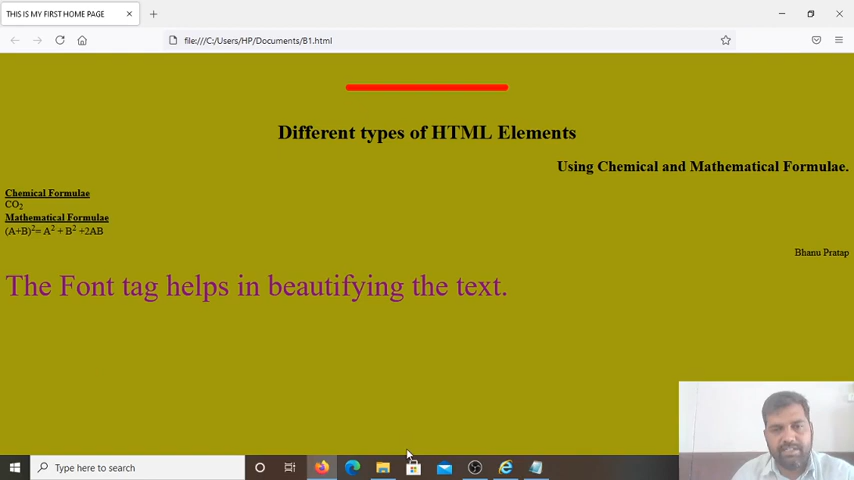 THIS IS MY FIRST HOME PAGE
file:///C:/Users/HP/Documents/B1.html
Different types of HTML Elements
Using Chemical and Mathematical Formulae.
Chemical Formulae
CO₂
Mathematical Formulae
(A+B)²= A² + B² +2AB
Bhanu Pratap
The Font tag helps in beautifying the text.
Type here to search